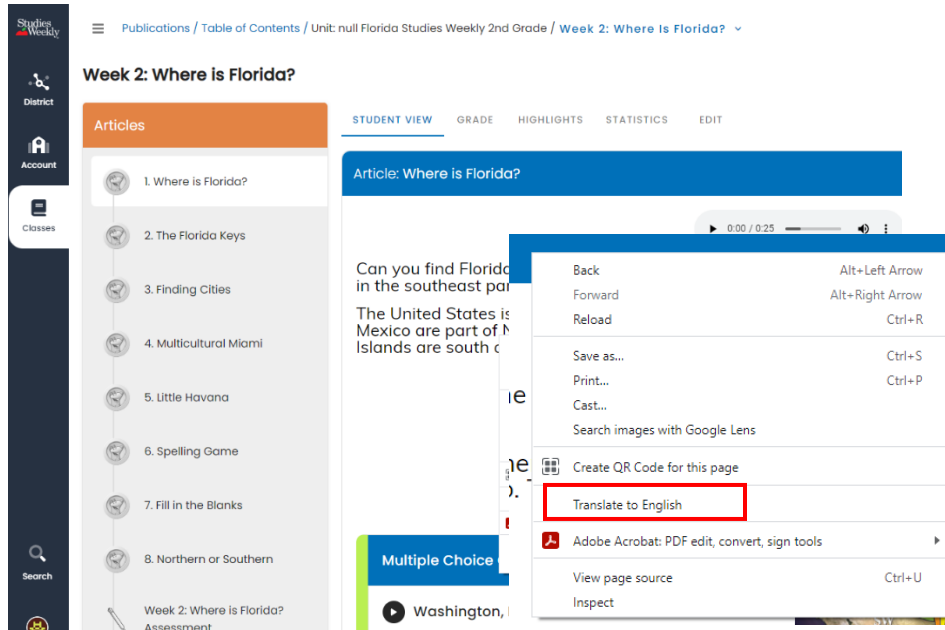 Studies
Weekly
Publications / Table of Contents / Unit: null Florida Studies Weekly 2nd Grade / Week 2: Where Is Florida?
Week 2: Where is Florida?
District
Account
Classes
Search
Articles
1. Where is Florida?
2. The Florida Keys
3. Finding Cities
4. Multicultural Miami
5. Little Havana
6. Spelling Game
7. Fill in the Blanks
8. Northern or Southern
Week 2: Where is Florida?
Assessment
STUDENT VIEW GRADE HIGHLIGHTS STATISTICS EDIT
Article: Where is Florida?
0:00 / 0:25
Can you find Florid
in the southeast pa
The United States is
Mexico are part of N
Islands are south
Multiple Choice
Washington,
Back Alt+Left Arrow
Forward Alt+Right Arrow
Reload Ctrl+R
Save as... Ctrl+S
Print... Ctrl+P
Cast...
Search images with Google Lens
Create QR Code for this page
Translate to English
Adobe Acrobat: PDF edit, convert, sign tools
View page source Ctrl+U
Inspect